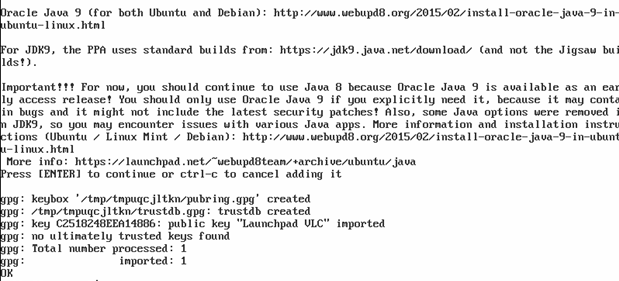 Oracle Java 9 (for both Ubuntu and Debian): http://www.webupd8.org/2015/02/install-oracle-java-9-in-
ubuntu-linux.html
For JDK9, the PPA uses standard builds from: https://jdk9.java.net/download/ (and not the Jigsaw bui
lds!).
Important!!! For now, you should continue to use Java 8 because Oracle Java 9 is available as an ear
ly access release! You should only use Oracle Java 9 if you explicitly need it, because it may conta
in bugs and it might not include the latest security patches! Also, some Java options were removed i
n JDK9, so you may encounter issues with various Java apps. More information and installation instru
ctions (Ubuntu / Linux Mint / Debian): http://www.webupd8.org/2015/02/install-oracle-java-9-in-ubunt
u-linux.html
More info: https://launchpad.net/~webupd8team/+archive/ubuntu/java
Press [ENTER] to continue or ctrl-c to cancel adding it
gpg: keybox '/tmp/tmpuqcjltkn/pubring.gpg' created
gpg: /tmp/tmpuqcjltkn/trustdb.gpg: trustdb created
gpg: key C2518248EEA14886: public key "Launchpad VLC" imported
gpg: no ultimately trusted keys found
gpg: Total number processed: 1
gpg:               imported: 1
OK